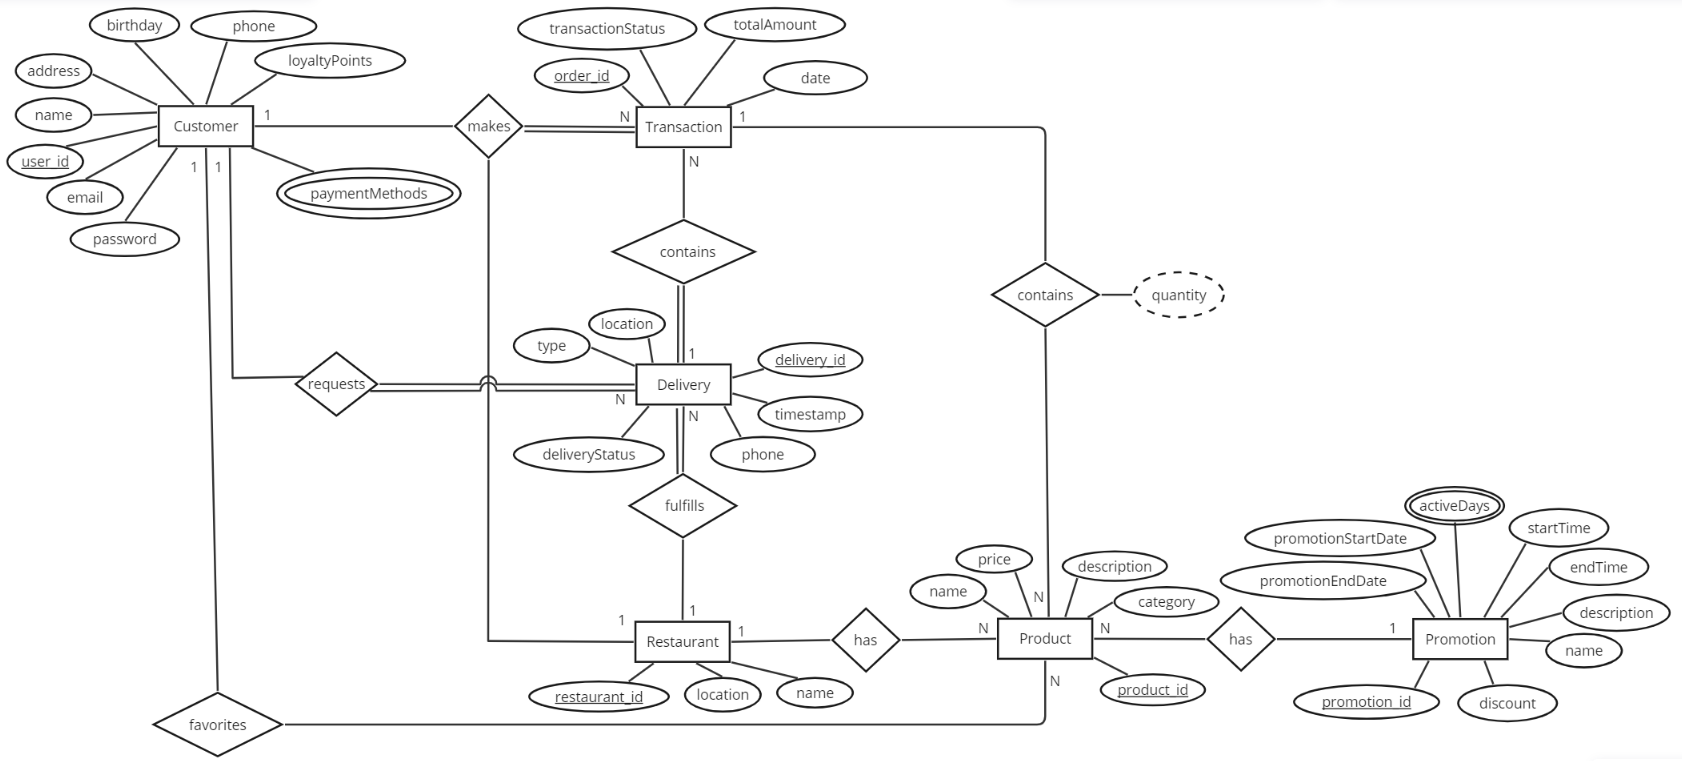 birthday
phone
transactionStatus
totalAmount
address
loyaltyPoints
order_id
date
name
Customer
1
makes
N
Transaction
1
user_id
1
1
N
email
paymentMethods
password
contains
contains
quantity
location
type
1
delivery_id
requests
Delivery
N
N
timestamp
deliveryStatus
phone
fulfills
activeDays
promotionStartDate
startTime
price
description
promotionEndDate
endTime
name
N
category
description
1
1
Restaurant
1
has
N
Product
N
has
1
Promotion
name
restaurant_id
location
name
N
product_id
promotion_id
discount
favorites